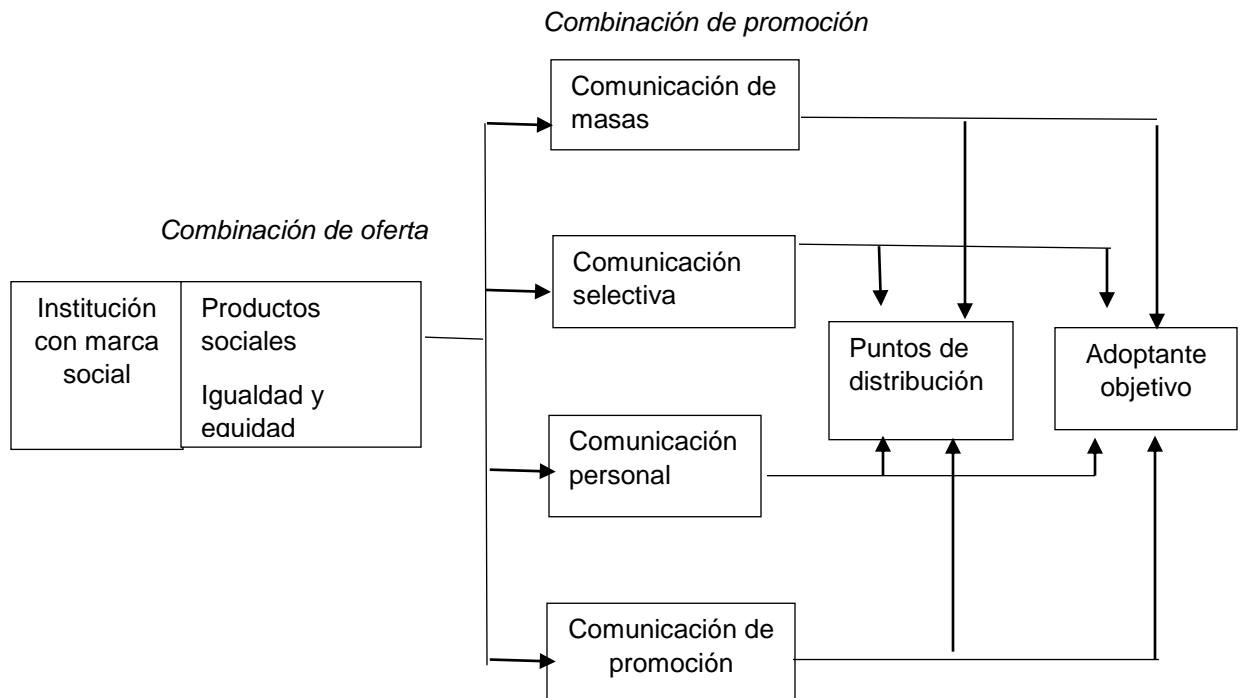 Combinación de promoción
Comunicación de
masas
Combinación de oferta
Comunicación
selectiva
Institución
con marca
social
Productos
sociales
Igualdad y
equidad
Puntos de
distribución
Adoptante
objetivo
Comunicación
personal
Comunicación de
promoción